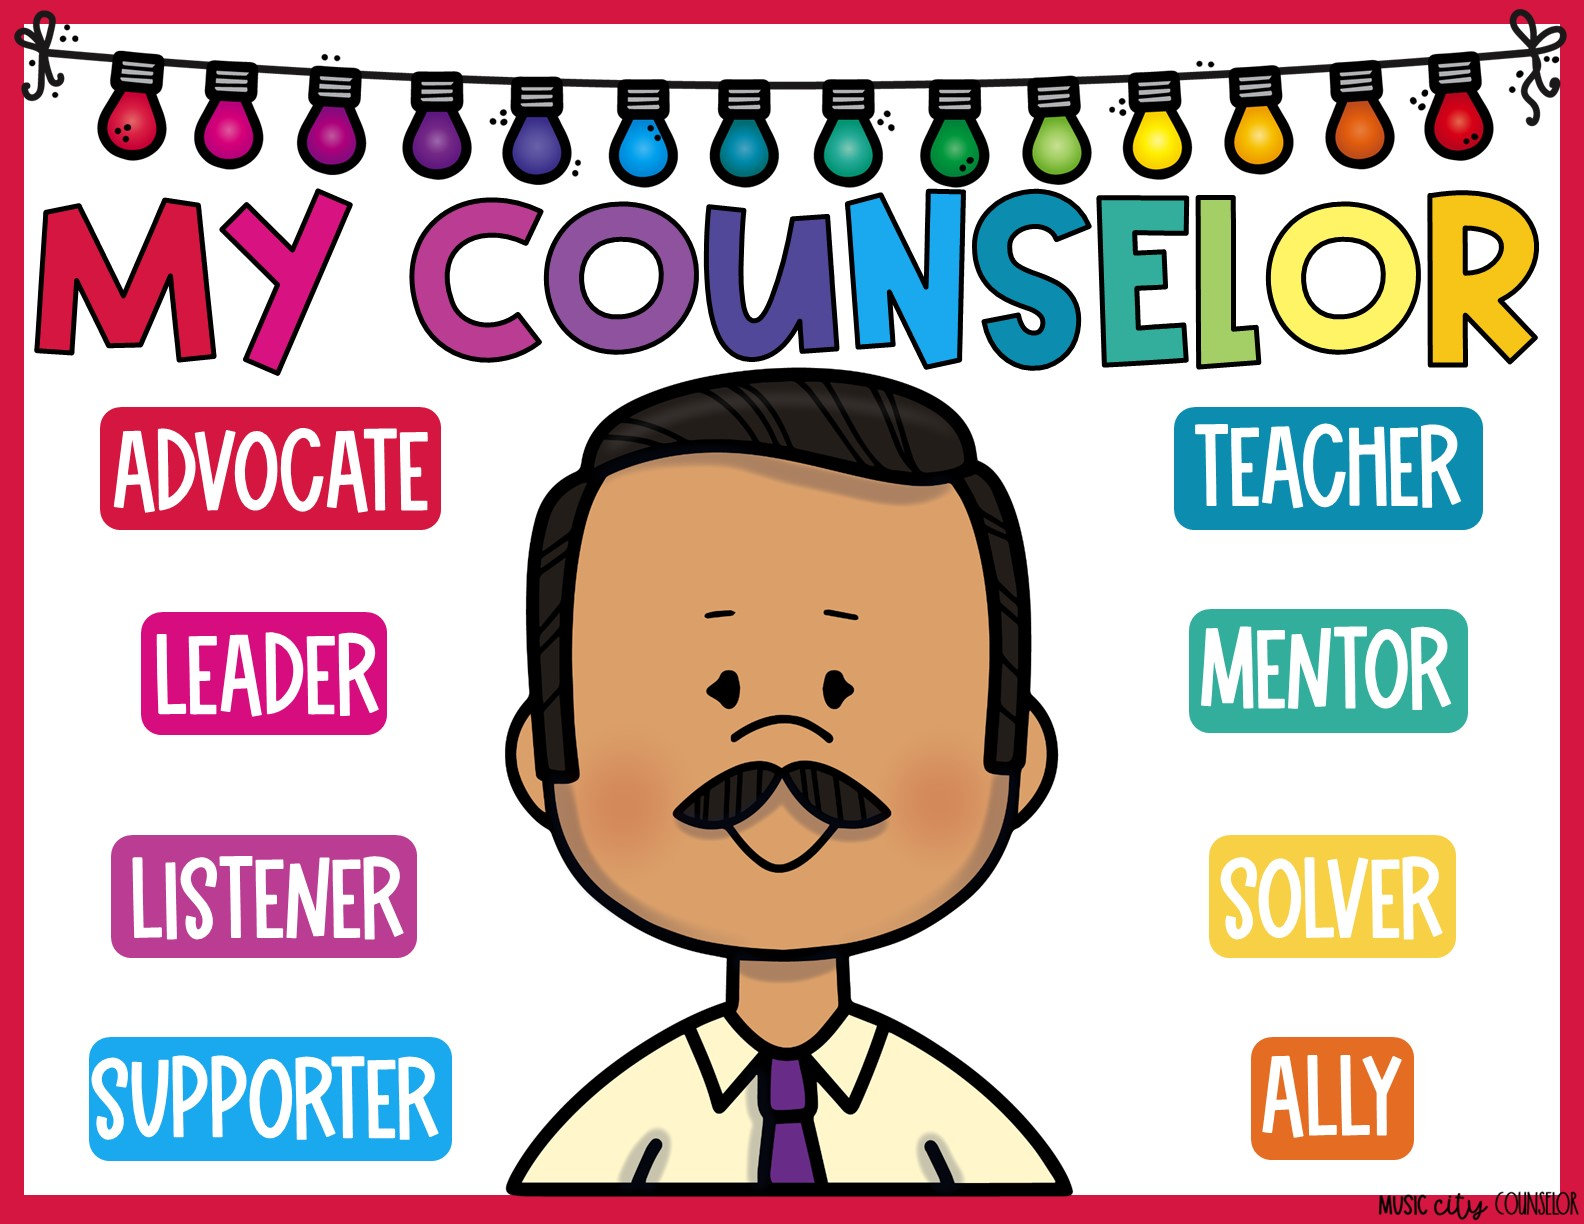 MY COUNSELOR
ADVOCATE
LEADER
LISTENER
SUPPORTER
TEACHER
MENTOR
SOLVER
ALLY
MUSIC city COUNSELOR